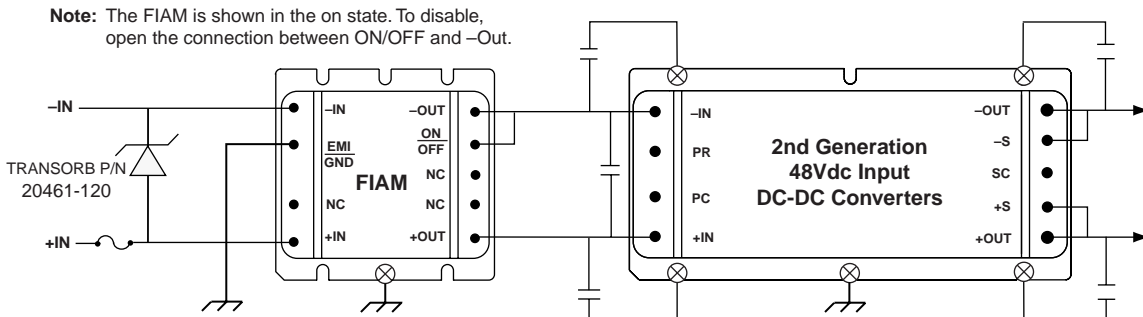 Note: The FIAM is shown in the on state. To disable,
open the connection between ON/OFF and –Out.
–IN
TRANSORB P/N
20461-120
+IN
–IN
EMI
GND
NC
+IN
FIAM
–OUT
ON
OFF
NC
NC
+OUT
–IN
PR
PC
+IN
2nd Generation
48Vdc Input
DC-DC Converters
–OUT
–S
SC
+S
+OUT